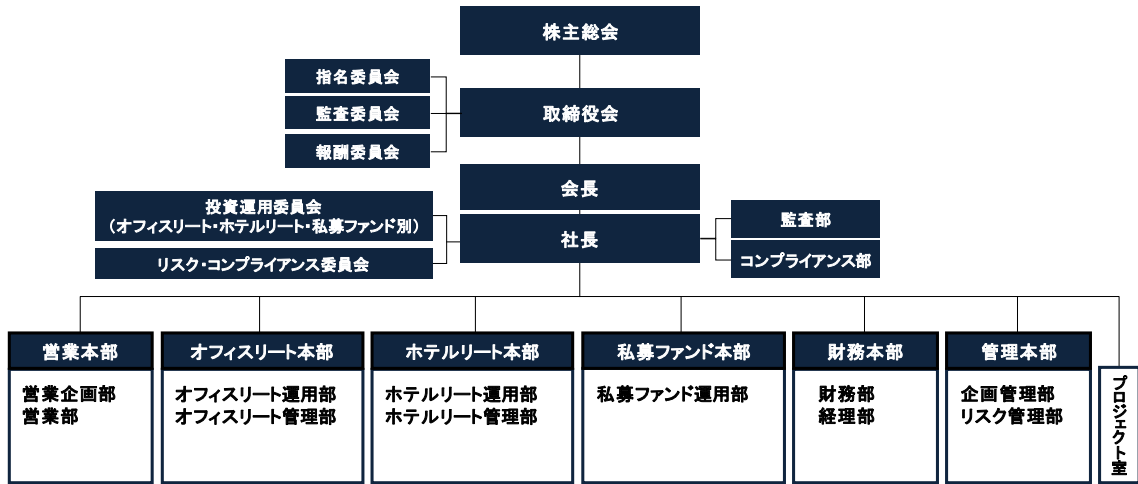 株主総会
指名委員会
監査委員会
報酬委員会
取締役会
会長
投資運用委員会
（オフィスリート・ホテルリート・私募ファンド別）
リスク・コンプライアンス委員会
社長
監査部
コンプライアンス部
営業本部
営業企画部
営業部
オフィスリート本部
オフィスリート運用部
オフィスリート管理部
ホテルリート本部
ホテルリート運用部
ホテルリート管理部
私募ファンド本部
私募ファンド運用部
財務本部
財務部
経理部
管理本部
企画管理部
リスク管理部
プロジェクト室